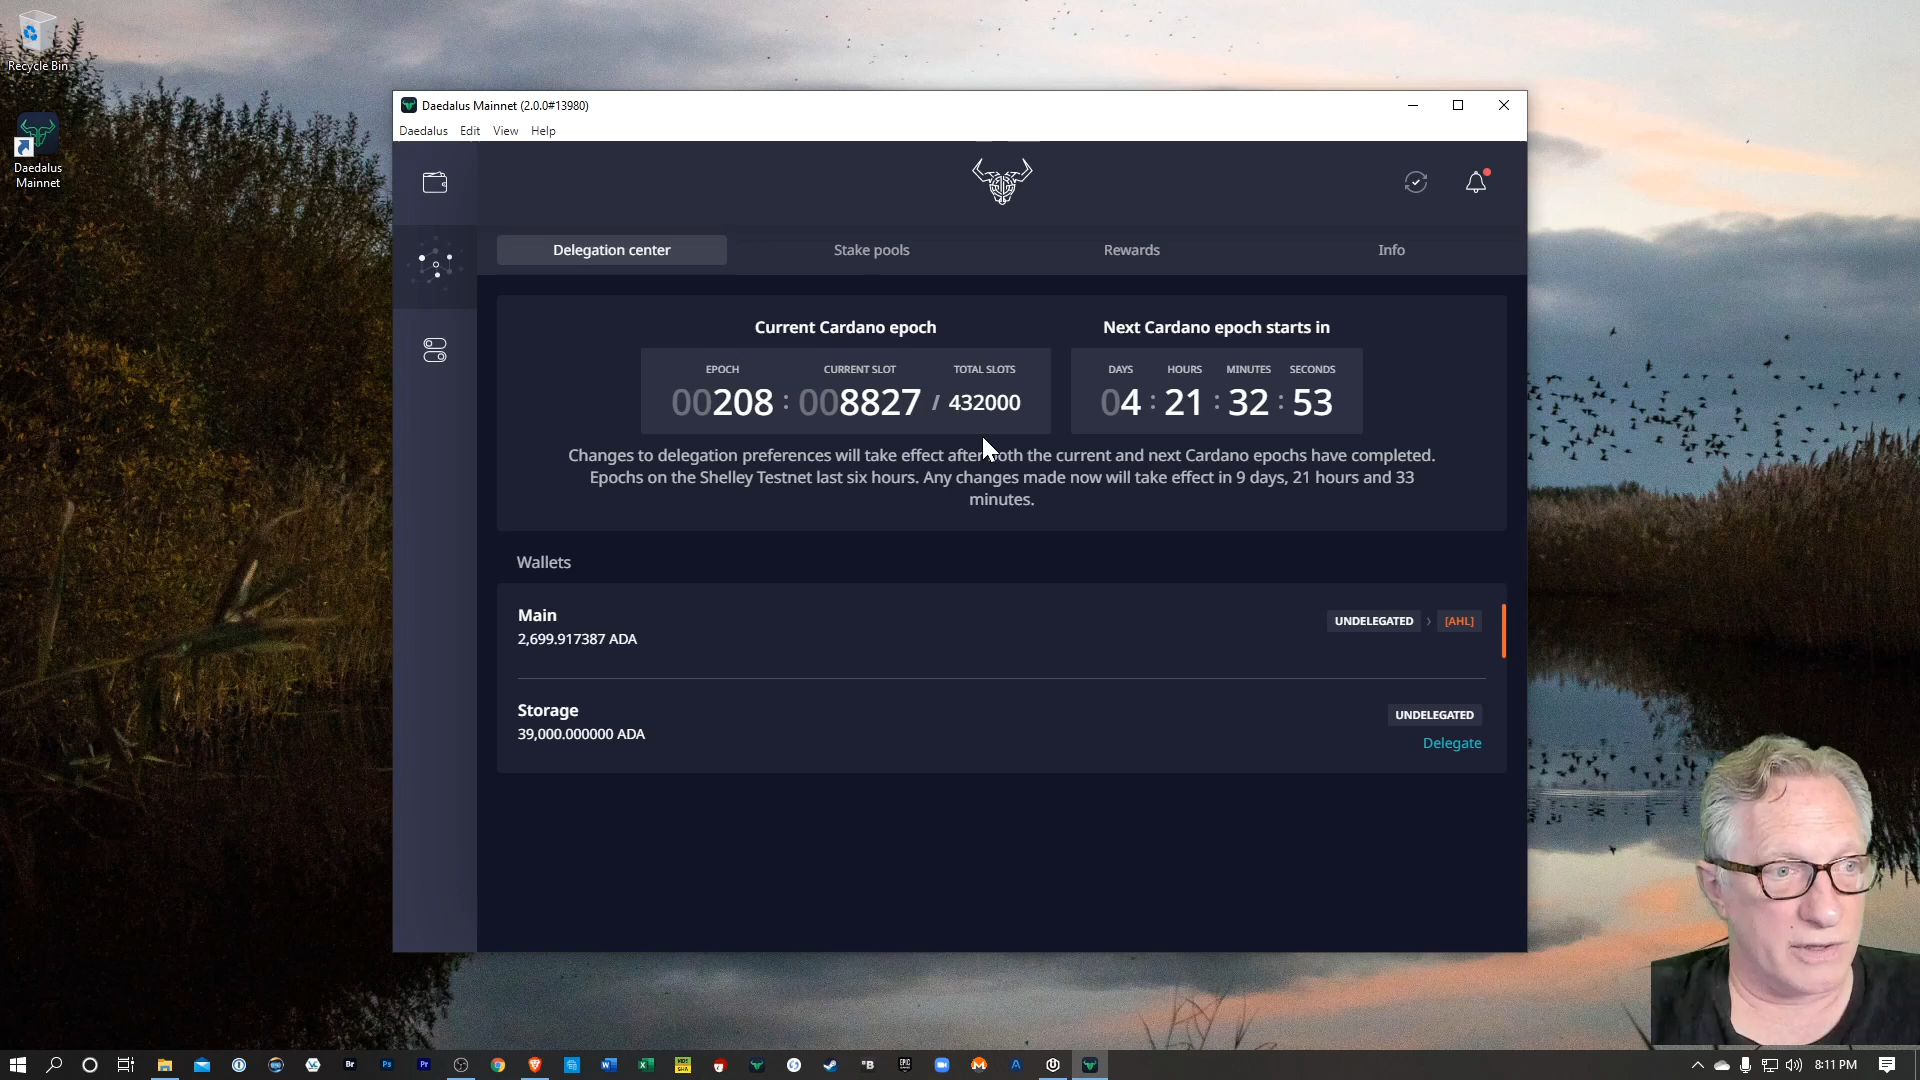 Recycle Bin
Daedalus
Mainnet
Daedalus Mainnet (2.0.0#13980)
Daedalus Edit View Help
Delegation center Stake pools Rewards Info
Current Cardano epoch
EPOCH CURRENT SLOT TOTAL SLOTS
00208 : 008827 / 432000
Next Cardano epoch starts in
DAYS HOURS MINUTES SECONDS
04 : 21 : 32 : 53
Changes to delegation preferences will take effect after both the current and next Cardano epochs have completed.
Epochs on the Shelley Testnet last six hours. Any changes made now will take effect in 9 days, 21 hours and 33
minutes.
Wallets
Main
2,699.917387 ADA
UNDELEGATED › [AHL]
Storage
39,000.000000 ADA
UNDELEGATED
Delegate
Br Ps Pr
8:11 PM